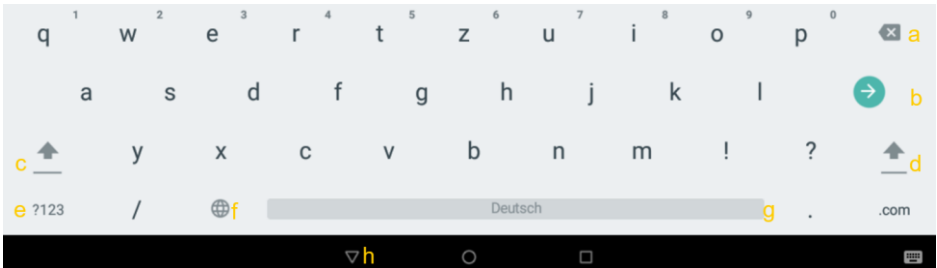 1 2 3 4 5 6 7 8 9 0
q w e r t z u i o p a
a s d f g h j k l b
c y x c v b n m ! ? d
e ?123 / f Deutsch g . .com
h